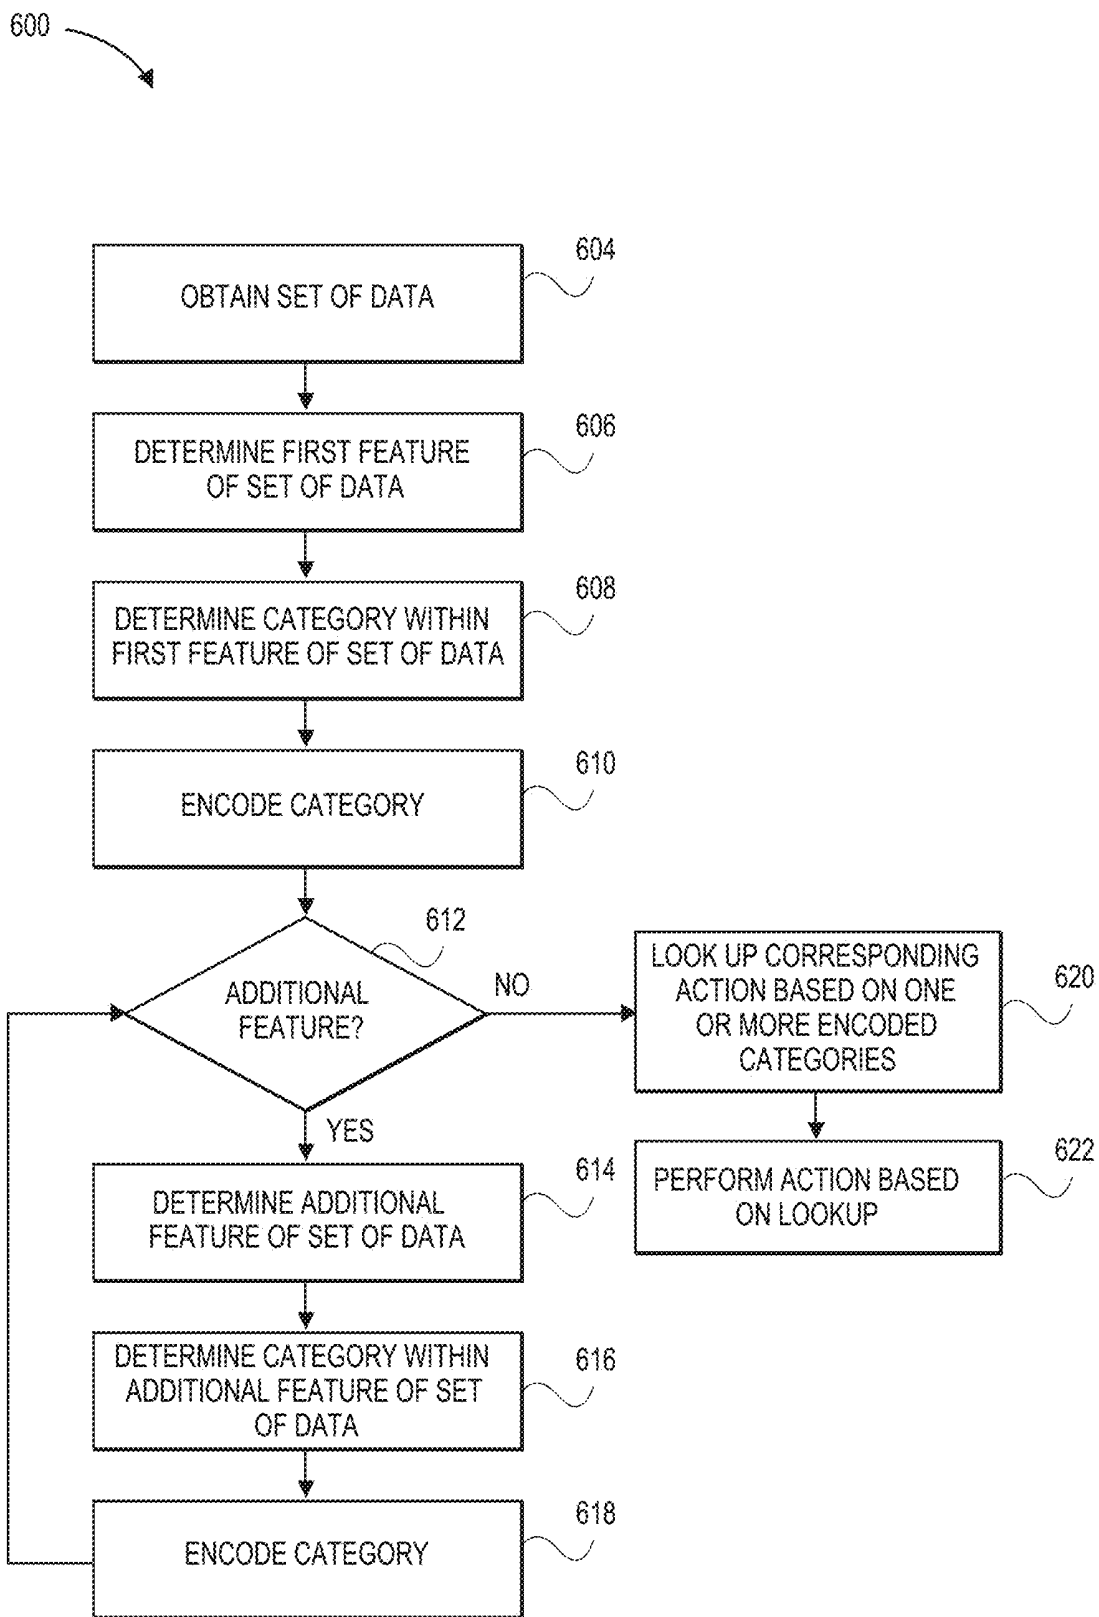 600
604
OBTAIN SET OF DATA
606
DETERMINE FIRST FEATURE
OF SET OF DATA
608
DETERMINE CATEGORY WITHIN
FIRST FEATURE OF SET OF DATA
610
ENCODE CATEGORY
612
ADDITIONAL
FEATURE?
NO
YES
614
DETERMINE ADDITIONAL
FEATURE OF SET OF DATA
616
DETERMINE CATEGORY WITHIN
ADDITIONAL FEATURE OF SET
OF DATA
618
ENCODE CATEGORY
620
LOOK UP CORRESPONDING
ACTION BASED ON ONE
OR MORE ENCODED
CATEGORIES
622
PERFORM ACTION BASED
ON LOOKUP